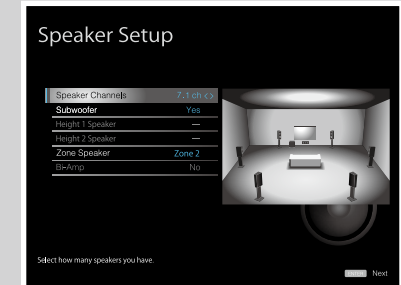 Speaker Setup
Speaker Channels 7.1 ch <>
Subwoofer Yes
Height 1 Speaker —
Height 2 Speaker —
Zone Speaker Zone 2
Bi-Amp No
Select how many speakers you have.
ENTER Next